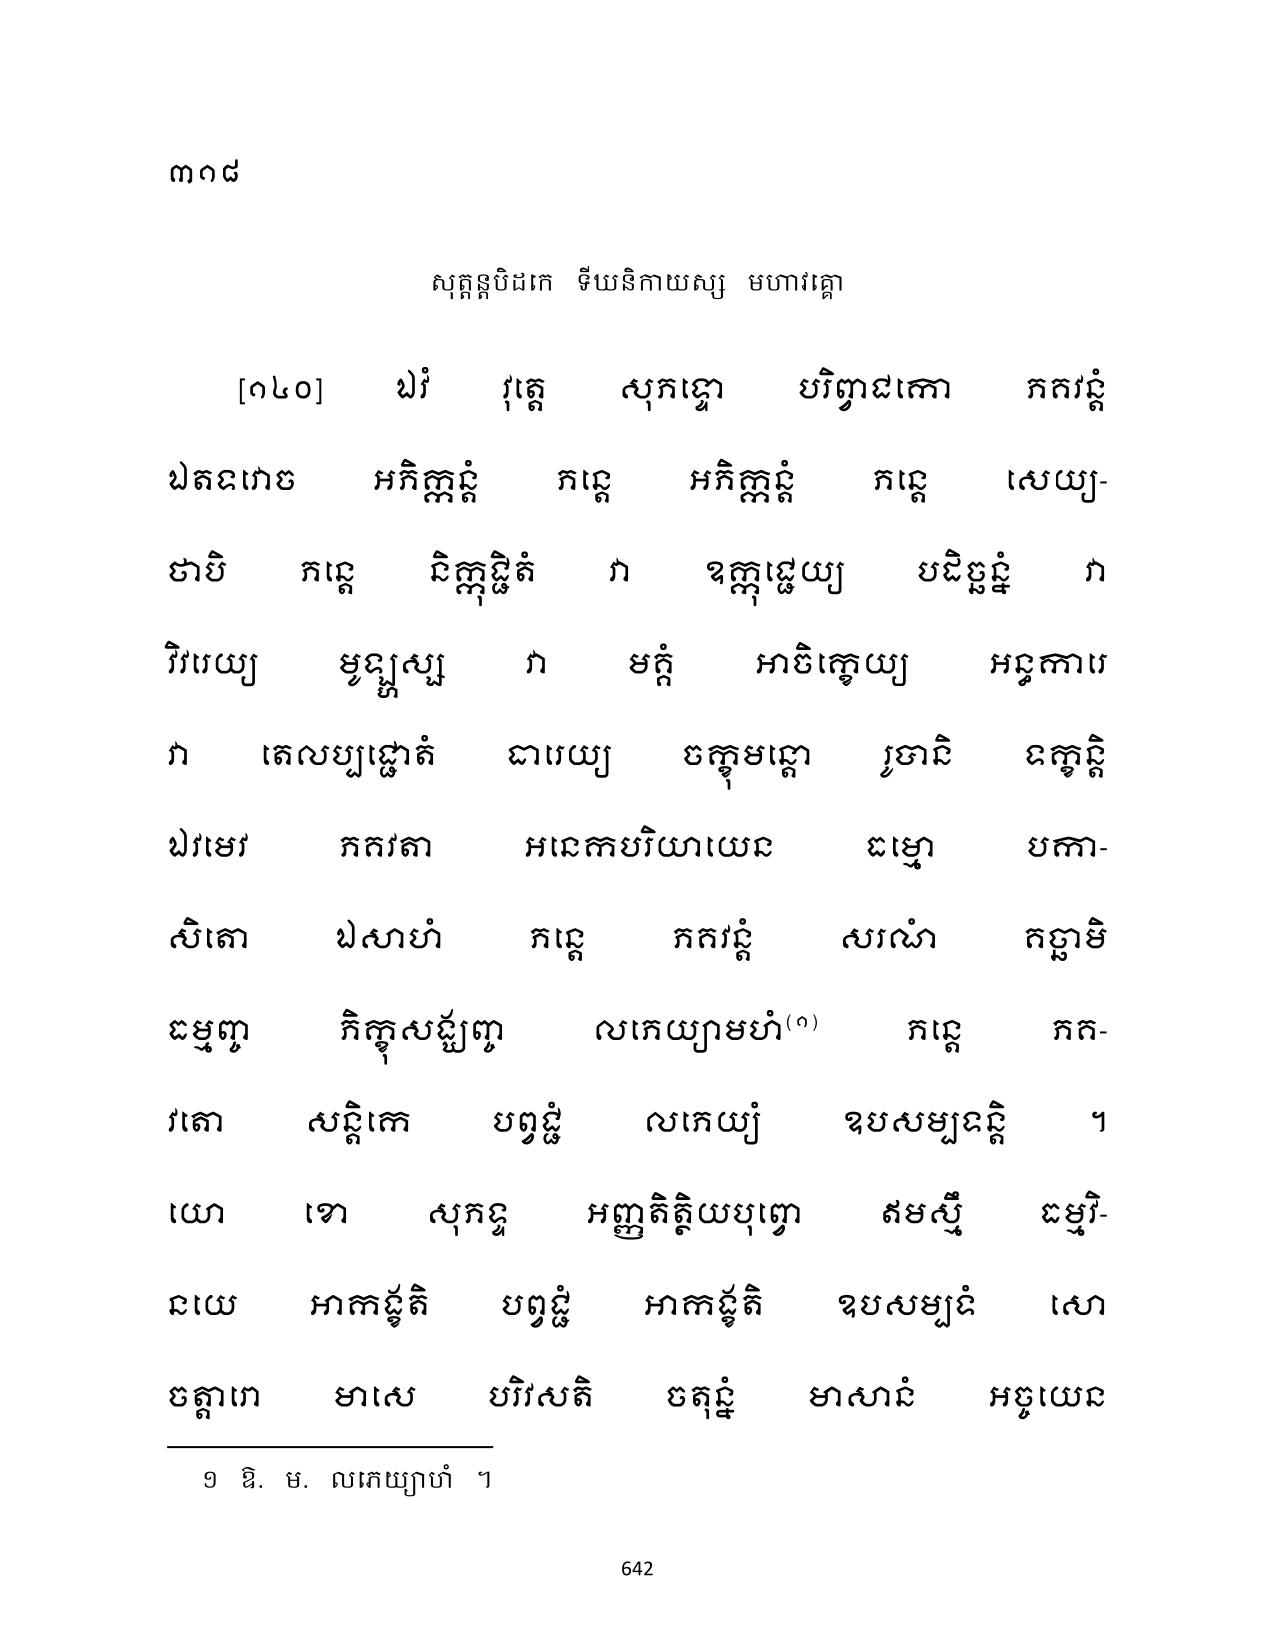 ៣១៨
សុត្តន្តបិដកេ ទីឃនិកាយស្ស មហាវគ្គោ
[១៤០] ឯវំ វុត្តេ សុភទ្ទោ បរិព្វាជកោ ភគវន្តំ
ឯតទវោច អភិក្កន្តំ ភន្តេ អភិក្កន្តំ ភន្តេ សេយ្យ-
ថាបិ ភន្តេ និក្កុជ្ជិតំ វា ឧក្កុជ្ជេយ្យ បដិច្ឆន្នំ វា
វិវរេយ្យ មូឡ្ហស្ស វា មគ្គំ អាចិក្ខេយ្យ អន្ធការេ
វា តេលប្បជ្ជោតំ ធារេយ្យ ចក្ខុមន្តោ រូបានិ ទក្ខន្តិ
ឯវមេវ ភគវតា អនេកបរិយាយេន ធម្មោ បកា-
សិតោ ឯសាហំ ភន្តេ ភគវន្តំ សរណំ គច្ឆាមិ
ធម្មញ្ច ភិក្ខុសង្ឃញ្ច លភេយ្យាមហំ(១) ភន្តេ ភគ-
វតោ សន្តិកេ បព្វជ្ជំ លភេយ្យំ ឧបសម្បទន្តិ ។
យោ ខោ សុភទ្ទ អញ្ញតិត្ថិយបុព្វោ ឥមស្មឹ ធម្មវិ-
នយេ អាកង្ខតិ បព្វជ្ជំ អាកង្ខតិ ឧបសម្បទំ សោ
ចត្តារោ មាសេ បរិវសតិ ចតុន្នំ មាសានំ អច្ចយេន
១ ឱ. ម. លភេយ្យាហំ ។
642